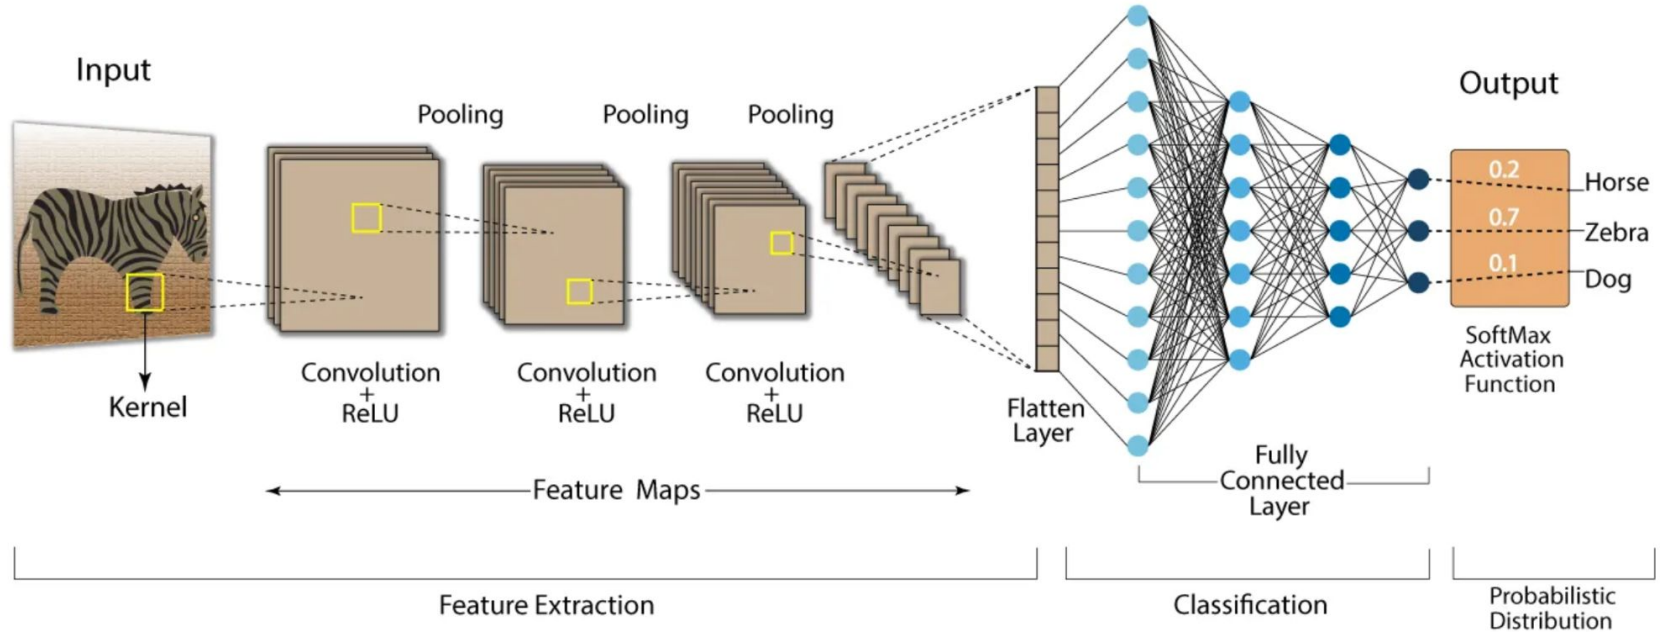 Input
Pooling
Pooling
Pooling
Output
0.2
Horse
0.7
Zebra
0.1
Dog
SoftMax
Activation
Function
Kernel
Convolution
+
ReLU
Convolution
+
ReLU
Convolution
+
ReLU
Flatten
Layer
Fully
Connected
Layer
Feature Maps
Feature Extraction
Classification
Probabilistic
Distribution